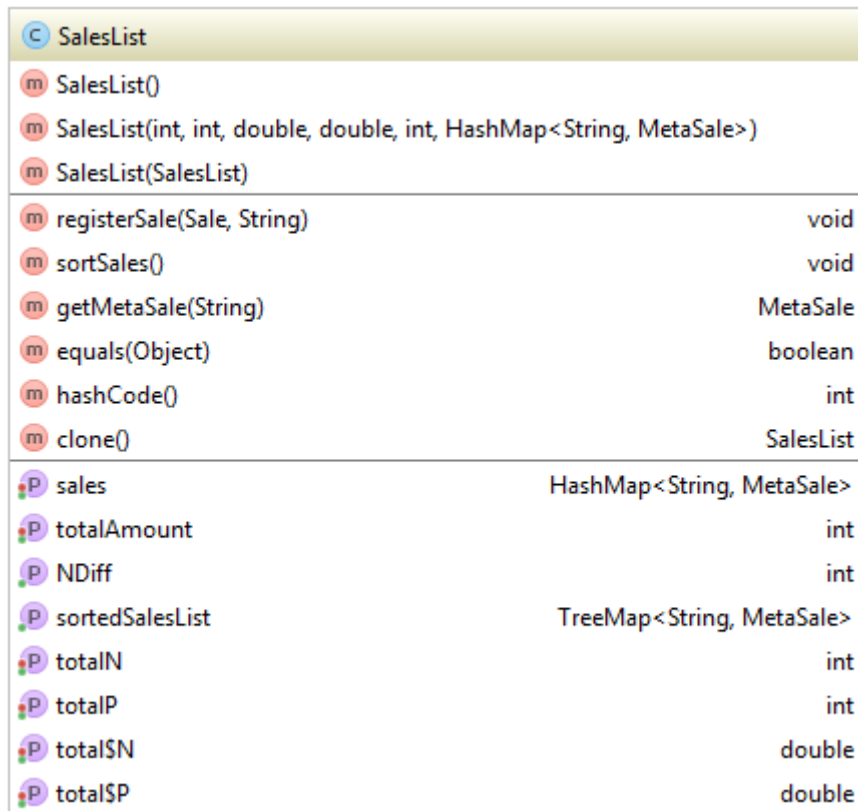 C SalesList
m SalesList()
m SalesList(int, int, double, double, int, HashMap<String, MetaSale>)
m SalesList(SalesList)
m registerSale(Sale, String) void
m sortSales() void
m getMetaSale(String) MetaSale
m equals(Object) boolean
m hashCode() int
m clone() SalesList
P sales HashMap<String, MetaSale>
P totalAmount int
P NDiff int
P sortedSalesList TreeMap<String, MetaSale>
P totalN int
P totalP int
P total$N double
P total$P double